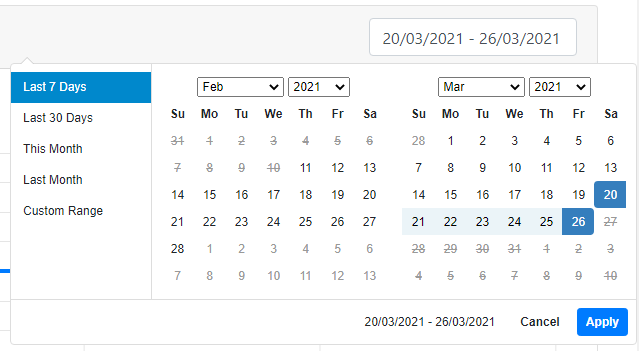 20/03/2021 - 26/03/2021
Last 7 Days
Last 30 Days
This Month
Last Month
Custom Range
Feb 2021
Su Mo Tu We Th Fr Sa
31 1 2 3 4 5 6
7 8 9 10 11 12 13
14 15 16 17 18 19 20
21 22 23 24 25 26 27
28 1 2 3 4 5 6
7 8 9 10 11 12 13
Mar 2021
Su Mo Tu We Th Fr Sa
28 1 2 3 4 5 6
7 8 9 10 11 12 13
14 15 16 17 18 19 20
21 22 23 24 25 26 27
28 29 30 31 1 2 3
4 5 6 7 8 9 10
20/03/2021 - 26/03/2021 Cancel Apply